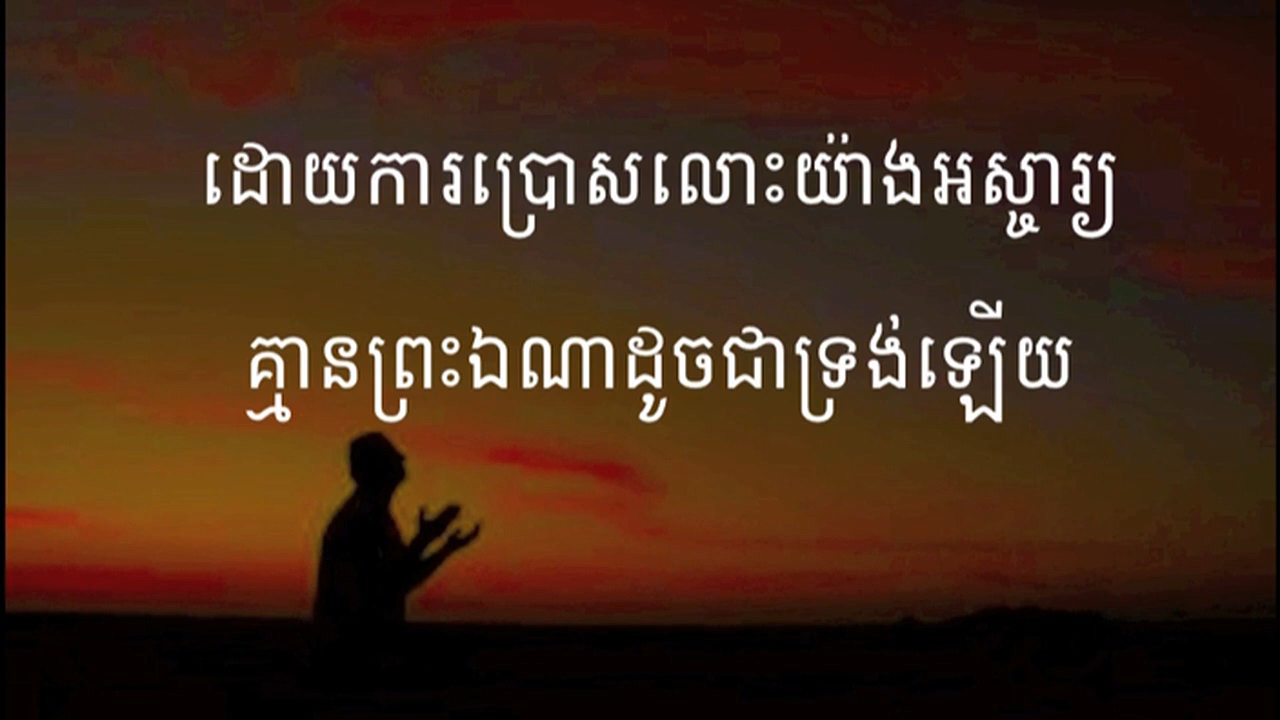 ដោយការប្រោសលោះយ៉ាងអស្ចារ្យ
គ្មានព្រះឯណាដូចជាទ្រង់ឡើយ